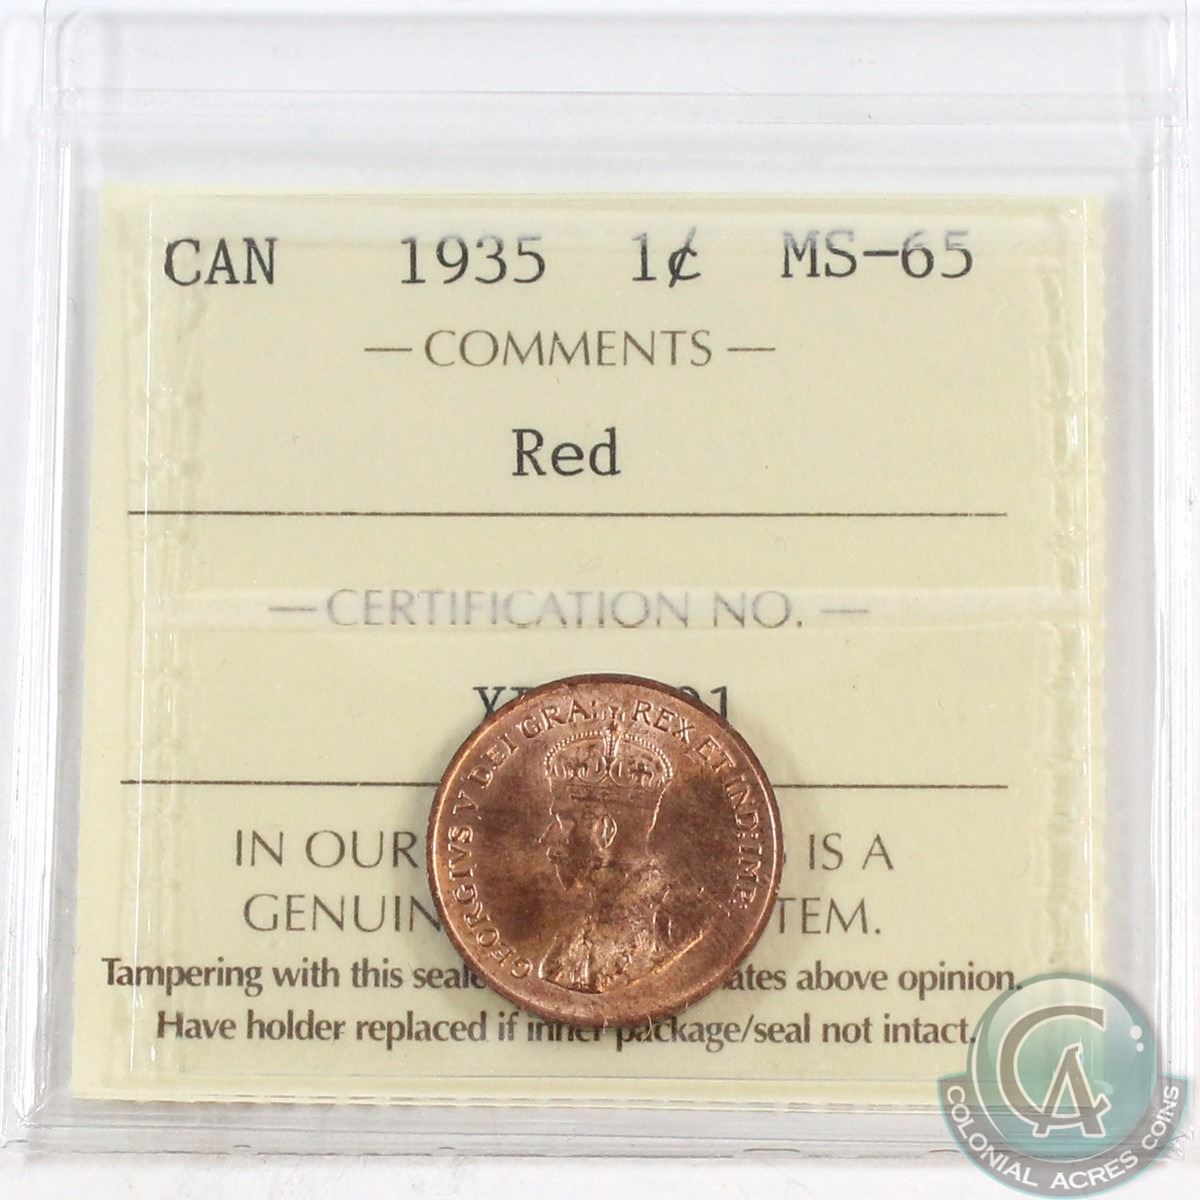 CAN 1935 1¢ MS-65
— COMMENTS —
Red
— CERTIFICATION NO. —
GEORGIVS V DEI GRA: REX ET IND: IMP:
IN OUR IS A
GENUIN TEM.
Tampering with this seale ates above opinion.
Have holder replaced if inner package/seal not intact.
CA
COLONIAL ACRES COINS